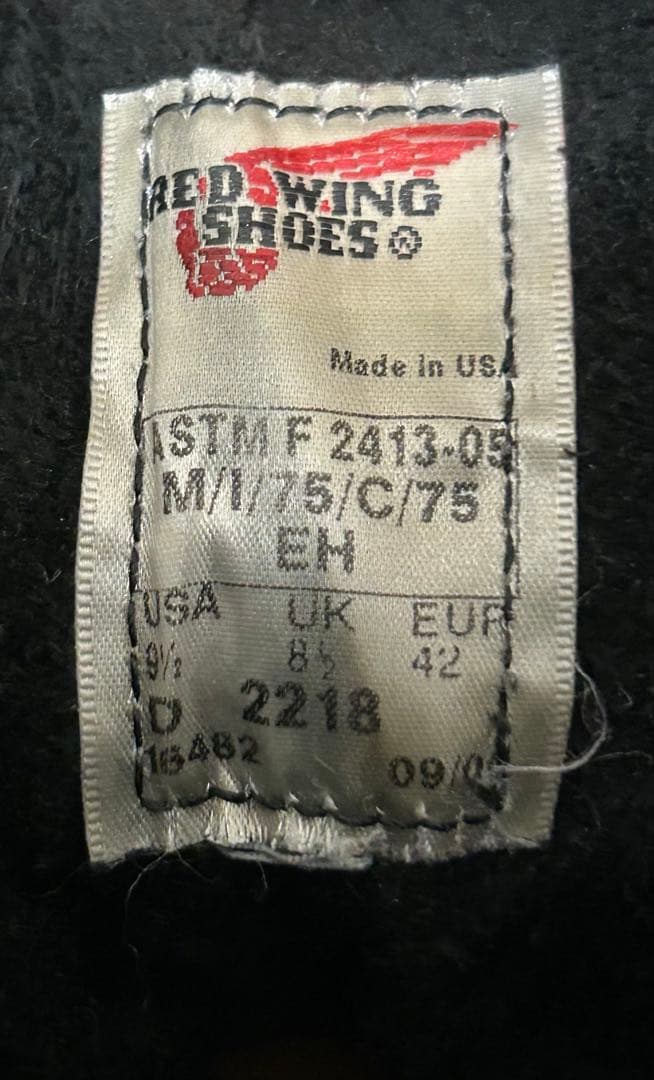 RED WING
SHOES®
Made in USA
ASTM F 2413-05
M/I/75/C/75
EH
USA UK EUR
9½ 8½ 42
D 2218
16482 09/0